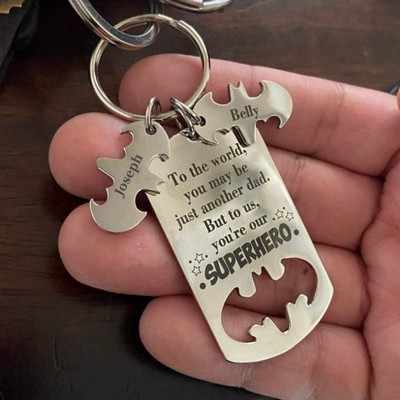 Joseph
Belly
To the world,
you may be
just another dad.
But to us,
you're our
SUPERHERO